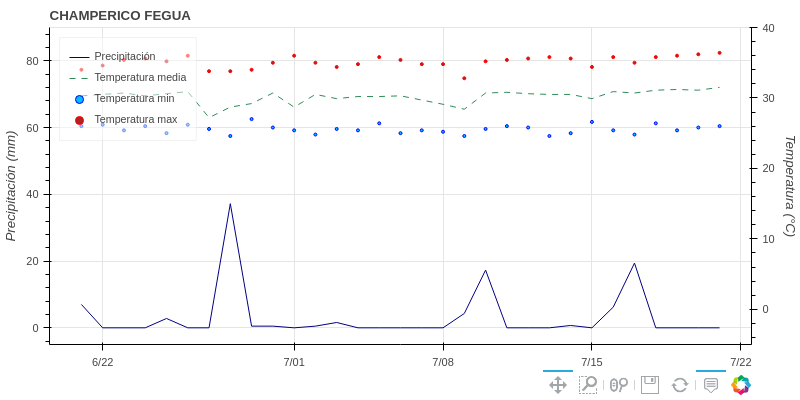 CHAMPERICO FEGUA
Precipitación
Temperatura media
Temperatura min
Temperatura max
Precipitación (mm)
80
60
40
20
0
Temperatura (°C)
40
30
20
10
0
6/22
7/01
7/08
7/15
7/22